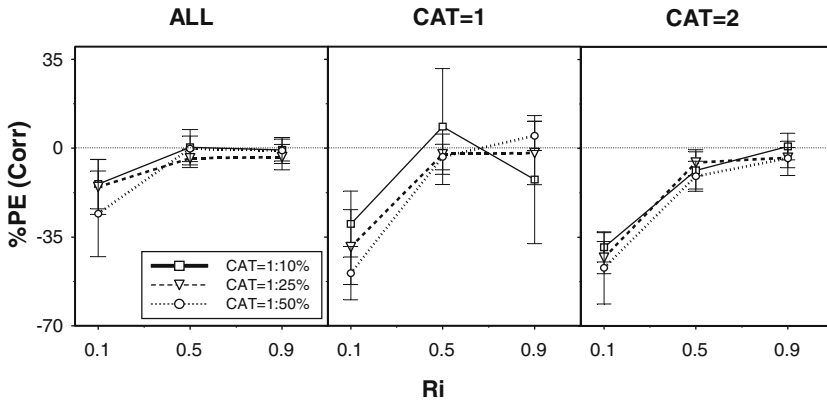 ALL CAT=1 CAT=2
35
0
-35
-70
%PE (Corr)
CAT=1:10%
CAT=1:25%
CAT=1:50%
0.1 0.5 0.9 0.1 0.5 0.9 0.1 0.5 0.9
Ri